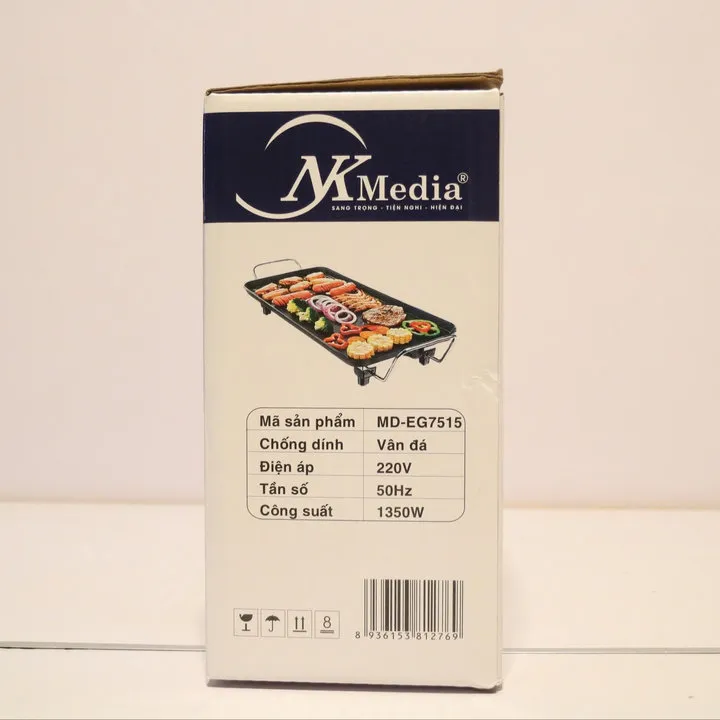 NK Media®
SANG TRỌNG - TIỆN NGHI - HIỆN ĐẠI
Mã sản phẩm MD-EG7515
Chống dính Vân đá
Điện áp 220V
Tần số 50Hz
Công suất 1350W
8
8 936153 812769